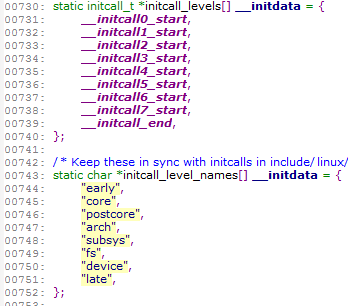 00730: static initcall_t *initcall_levels[] __initdata = {
00731: __initcall0_start,
00732: __initcall1_start,
00733: __initcall2_start,
00734: __initcall3_start,
00735: __initcall4_start,
00736: __initcall5_start,
00737: __initcall6_start,
00738: __initcall7_start,
00739: __initcall_end,
00740: };
00741:
00742: /* Keep these in sync with initcalls in include/linux/
00743: static char *initcall_level_names[] __initdata = {
00744: "early",
00745: "core",
00746: "postcore",
00747: "arch",
00748: "subsys",
00749: "fs",
00750: "device",
00751: "late",
00752: };